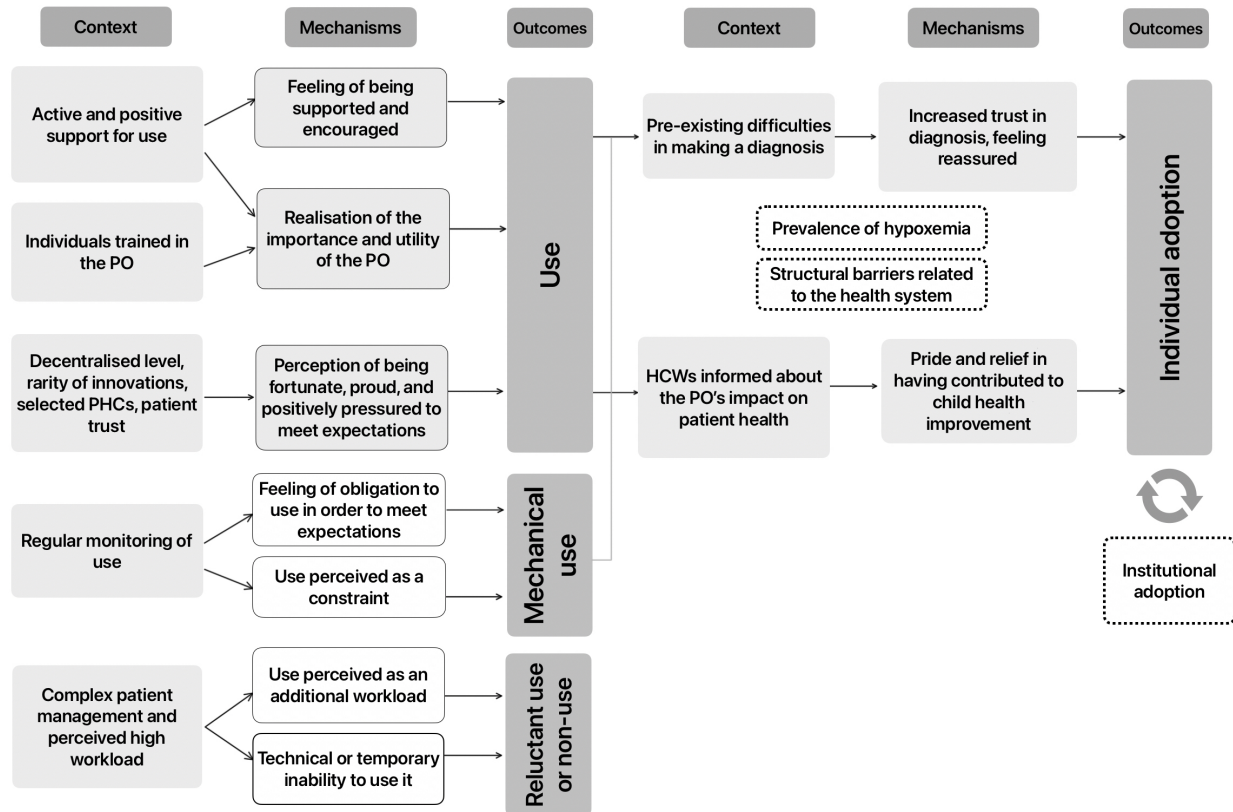 Context
Mechanisms
Outcomes
Context
Mechanisms
Outcomes
Active and positive
support for use
Feeling of being
supported and
encouraged
Individuals trained in
the PO
Realisation of the
importance and utility
of the PO
Decentralised level,
rarity of innovations,
selected PHCs, patient
trust
Perception of being
fortunate, proud, and
positively pressured to
meet expectations
Use
Regular monitoring of
use
Feeling of obligation to
use in order to meet
expectations
Use perceived as a
constraint
Mechanical
use
Complex patient
management and
perceived high
workload
Use perceived as an
additional workload
Technical or temporary
inability to use it
Reluctant use
or non-use
Pre-existing difficulties
in making a diagnosis
Increased trust in
diagnosis, feeling
reassured
Prevalence of hypoxemia
Structural barriers related
to the health system
HCWs informed about
the PO's impact on
patient health
Pride and relief in
having contributed to
child health
improvement
Individual adoption
Institutional
adoption